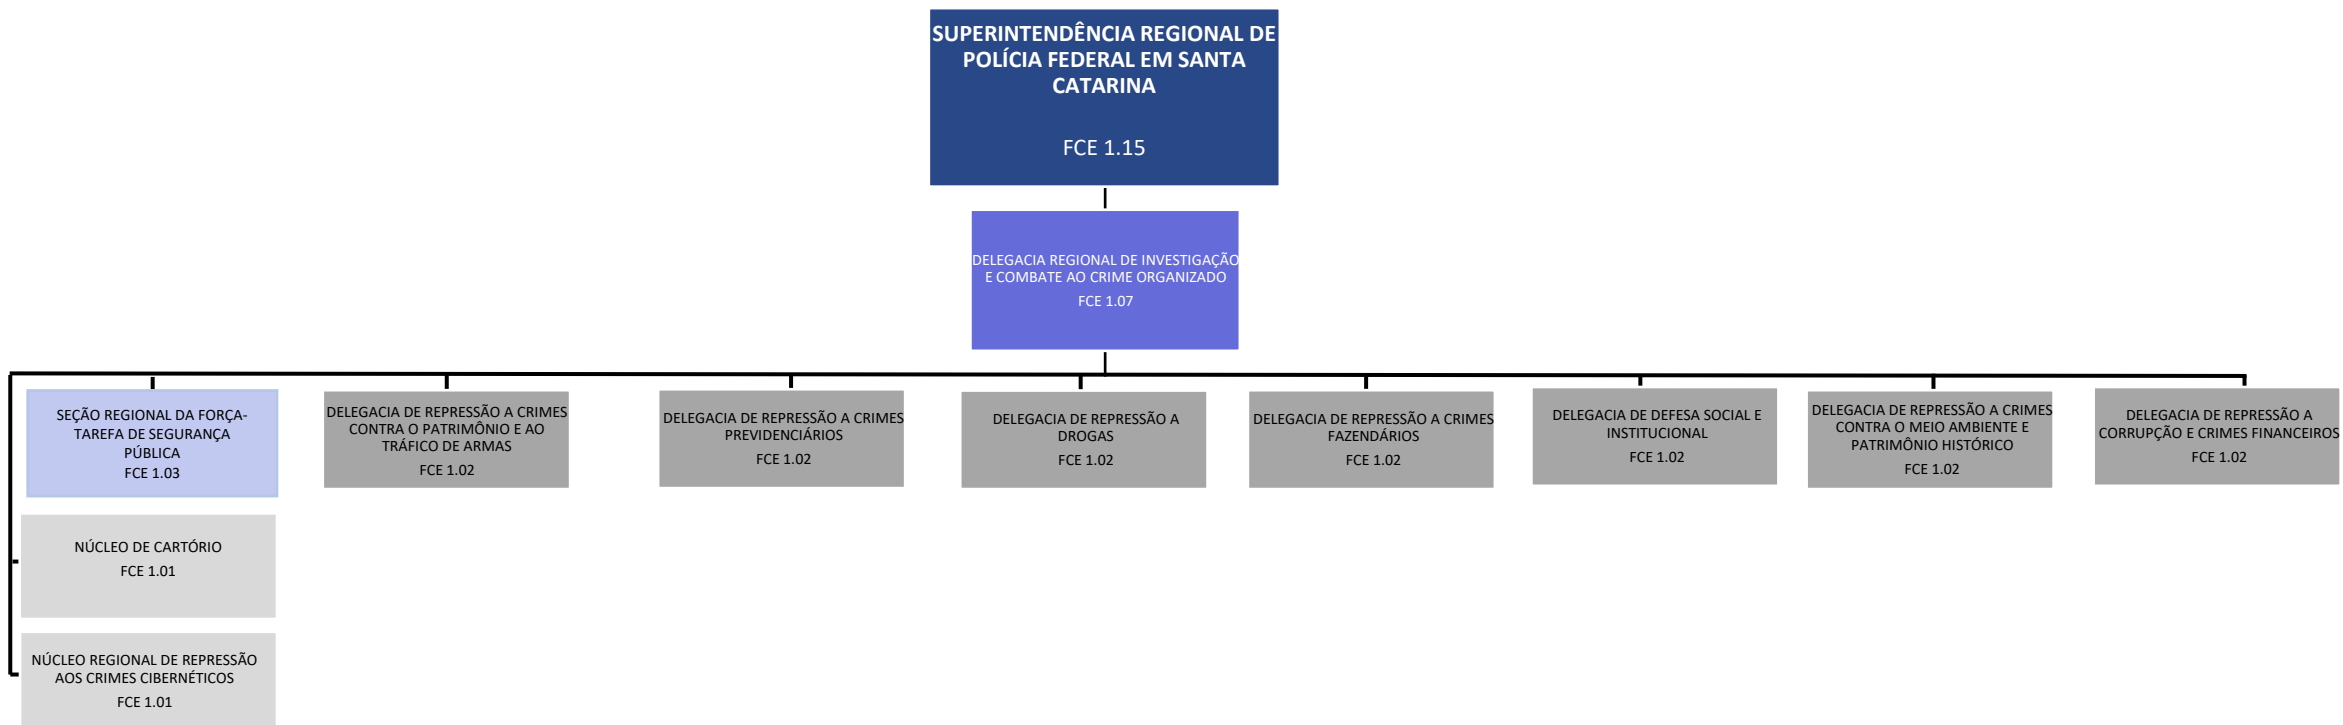 SUPERINTENDÊNCIA REGIONAL DE
POLÍCIA FEDERAL EM SANTA
CATARINA
FCE 1.15
DELEGACIA REGIONAL DE INVESTIGAÇÃO
E COMBATE AO CRIME ORGANIZADO
FCE 1.07
SEÇÃO REGIONAL DA FORÇA-
TAREFA DE SEGURANÇA
PÚBLICA
FCE 1.03
DELEGACIA DE REPRESSÃO A CRIMES
CONTRA O PATRIMÔNIO E AO
TRÁFICO DE ARMAS
FCE 1.02
DELEGACIA DE REPRESSÃO A CRIMES
PREVIDENCIÁRIOS
FCE 1.02
DELEGACIA DE REPRESSÃO A
DROGAS
FCE 1.02
DELEGACIA DE REPRESSÃO A CRIMES
FAZENDÁRIOS
FCE 1.02
DELEGACIA DE DEFESA SOCIAL E
INSTITUCIONAL
FCE 1.02
DELEGACIA DE REPRESSÃO A CRIMES
CONTRA O MEIO AMBIENTE E
PATRIMÔNIO HISTÓRICO
FCE 1.02
DELEGACIA DE REPRESSÃO A
CORRUPÇÃO E CRIMES FINANCEIROS
FCE 1.02
NÚCLEO DE CARTÓRIO
FCE 1.01
NÚCLEO REGIONAL DE REPRESSÃO
AOS CRIMES CIBERNÉTICOS
FCE 1.01